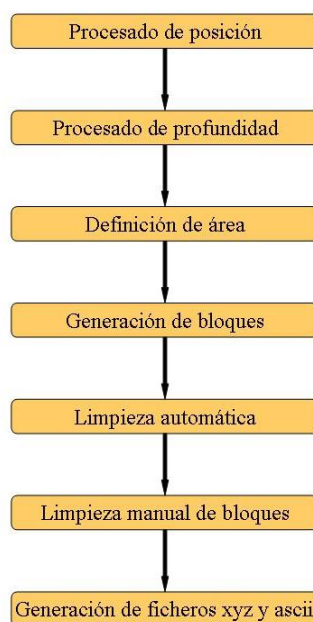 Procesado de posición
Procesado de profundidad
Definición de área
Generación de bloques
Limpieza automática
Limpieza manual de bloques
Generación de ficheros xyz y ascii